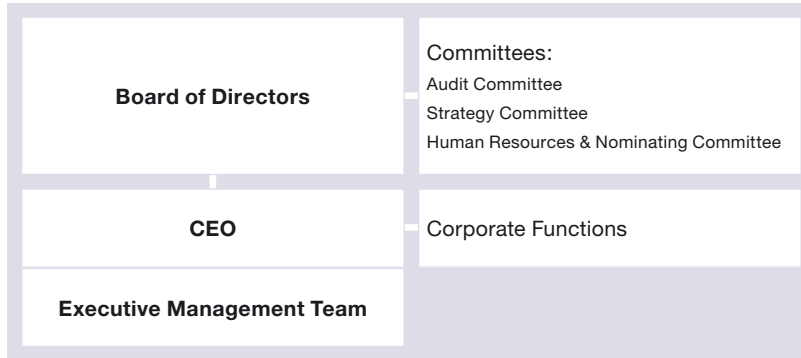 Board of Directors
Committees:
Audit Committee
Strategy Committee
Human Resources & Nominating Committee
CEO
Corporate Functions
Executive Management Team